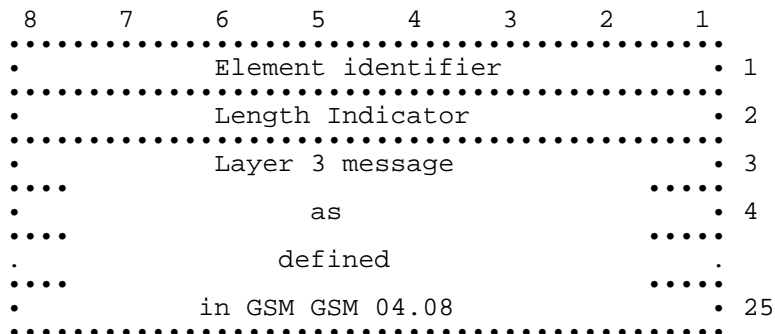 8 7 6 5 4 3 2 1
Element identifier 1
Length Indicator 2
Layer 3 message 3
as 4
defined
in GSM GSM 04.08 25